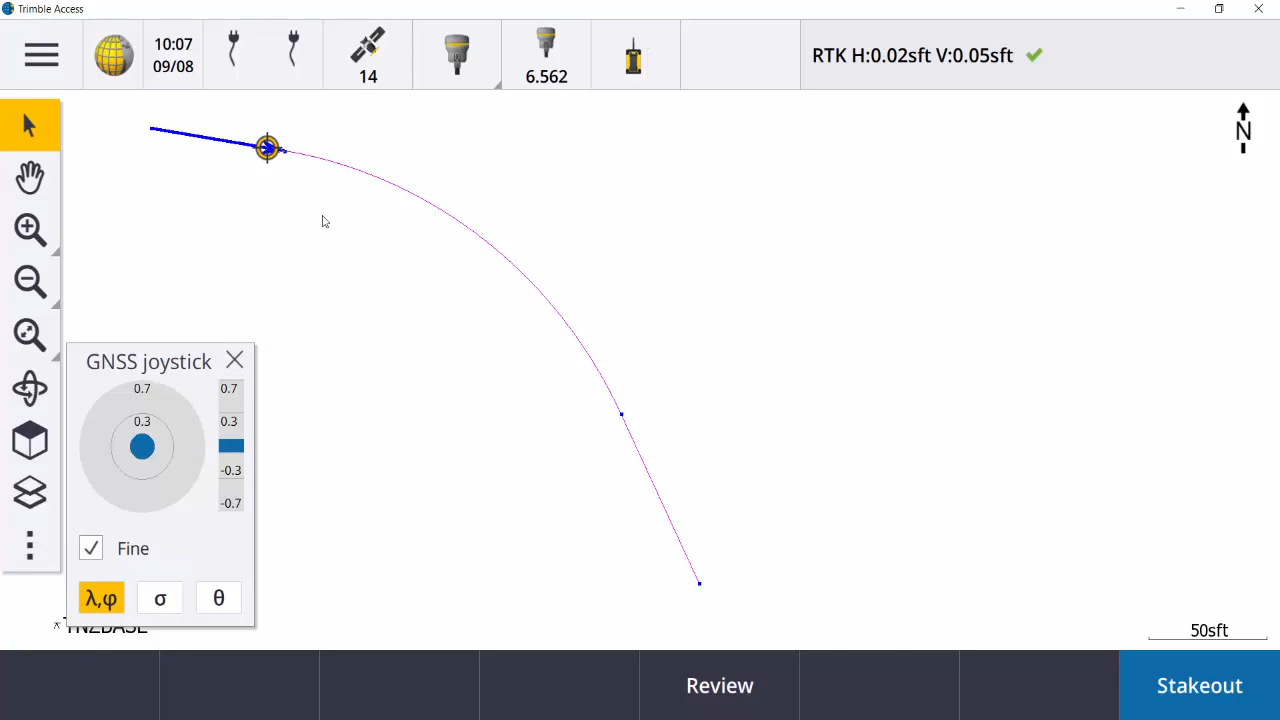 Trimble Access
10:07
09/08
14
6.562
RTK H:0.02sft V:0.05sft
N
GNSS joystick
0.7
0.3
0.7
0.3
-0.3
-0.7
Fine
λ,φ
σ
θ
TNZBASE
50sft
Review
Stakeout